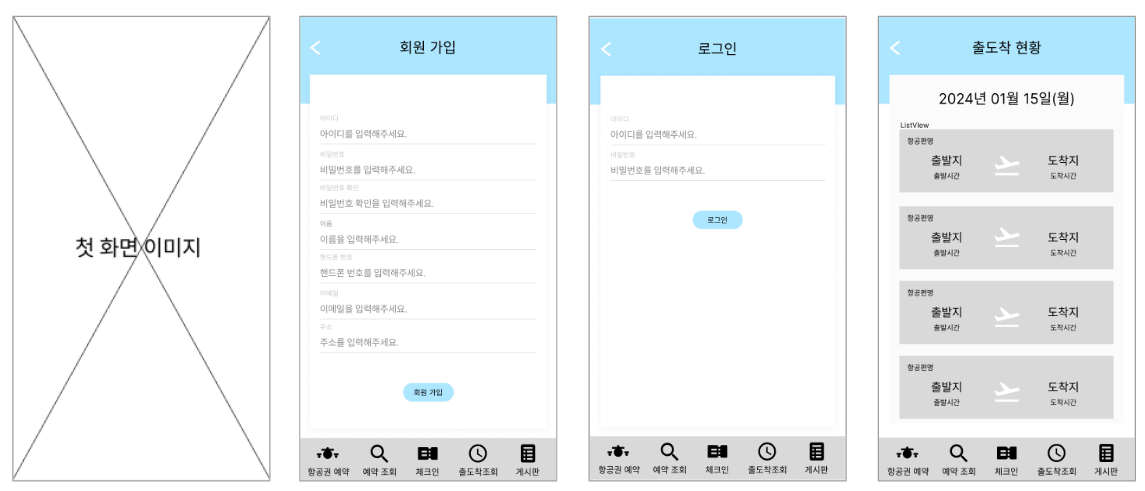 첫 화면 이미지
회원 가입
아이디
아이디를 입력해주세요.
비밀번호
비밀번호를 입력해주세요.
비밀번호 확인
비밀번호 확인을 입력해주세요.
이름
이름을 입력해주세요.
핸드폰 번호
핸드폰 번호를 입력해주세요.
이메일
이메일을 입력해주세요.
주소
주소를 입력해주세요.
회원 가입
항공권 예약 예약 조회 체크인 출도착조회 게시판
로그인
아이디
아이디를 입력해주세요.
비밀번호
비밀번호를 입력해주세요.
로그인
항공권 예약 예약 조회 체크인 출도착조회 게시판
출도착 현황
2024년 01월 15일(월)
ListView
항공편명
출발지 도착지
출발시간 도착시간
항공편명
출발지 도착지
출발시간 도착시간
항공편명
출발지 도착지
출발시간 도착시간
항공편명
출발지 도착지
출발시간 도착시간
항공권 예약 예약 조회 체크인 출도착조회 게시판